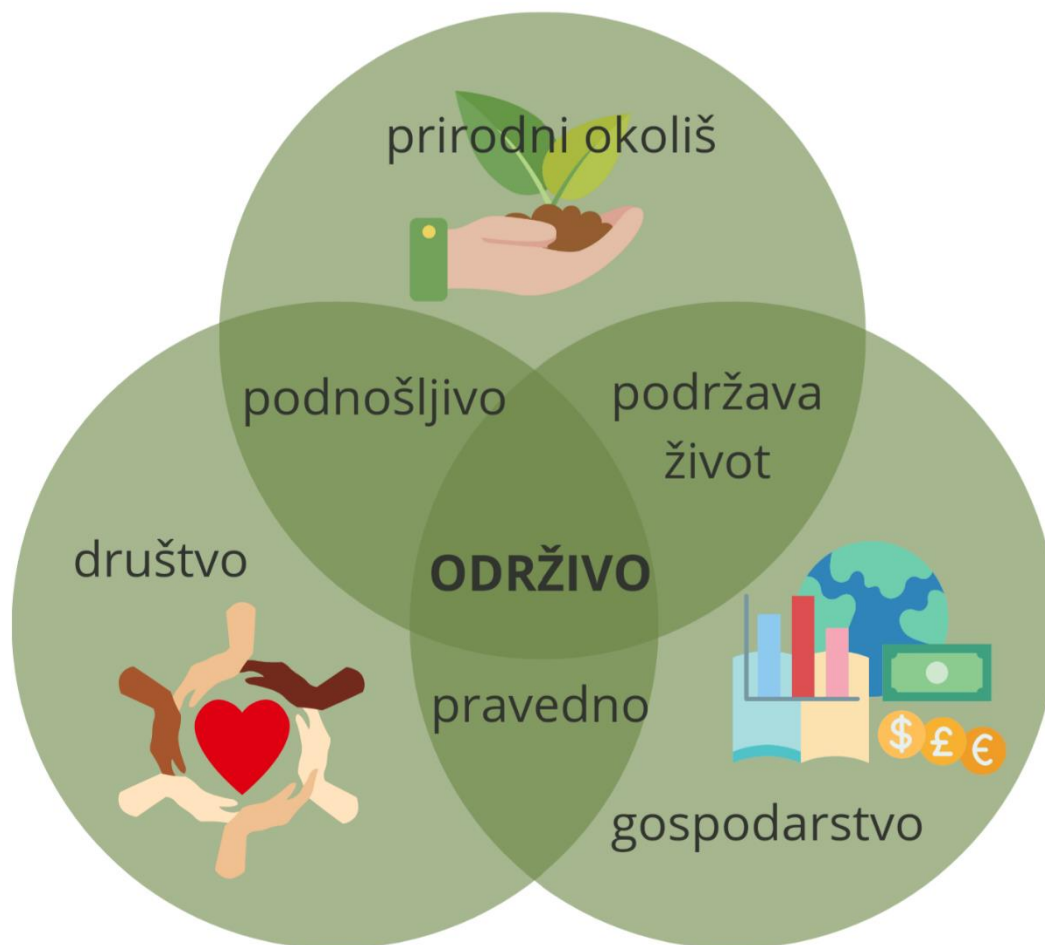 prirodni okoliš
podnošljivo
podržava
život
društvo
ODRŽIVO
pravedno
$ £ €
gospodarstvo